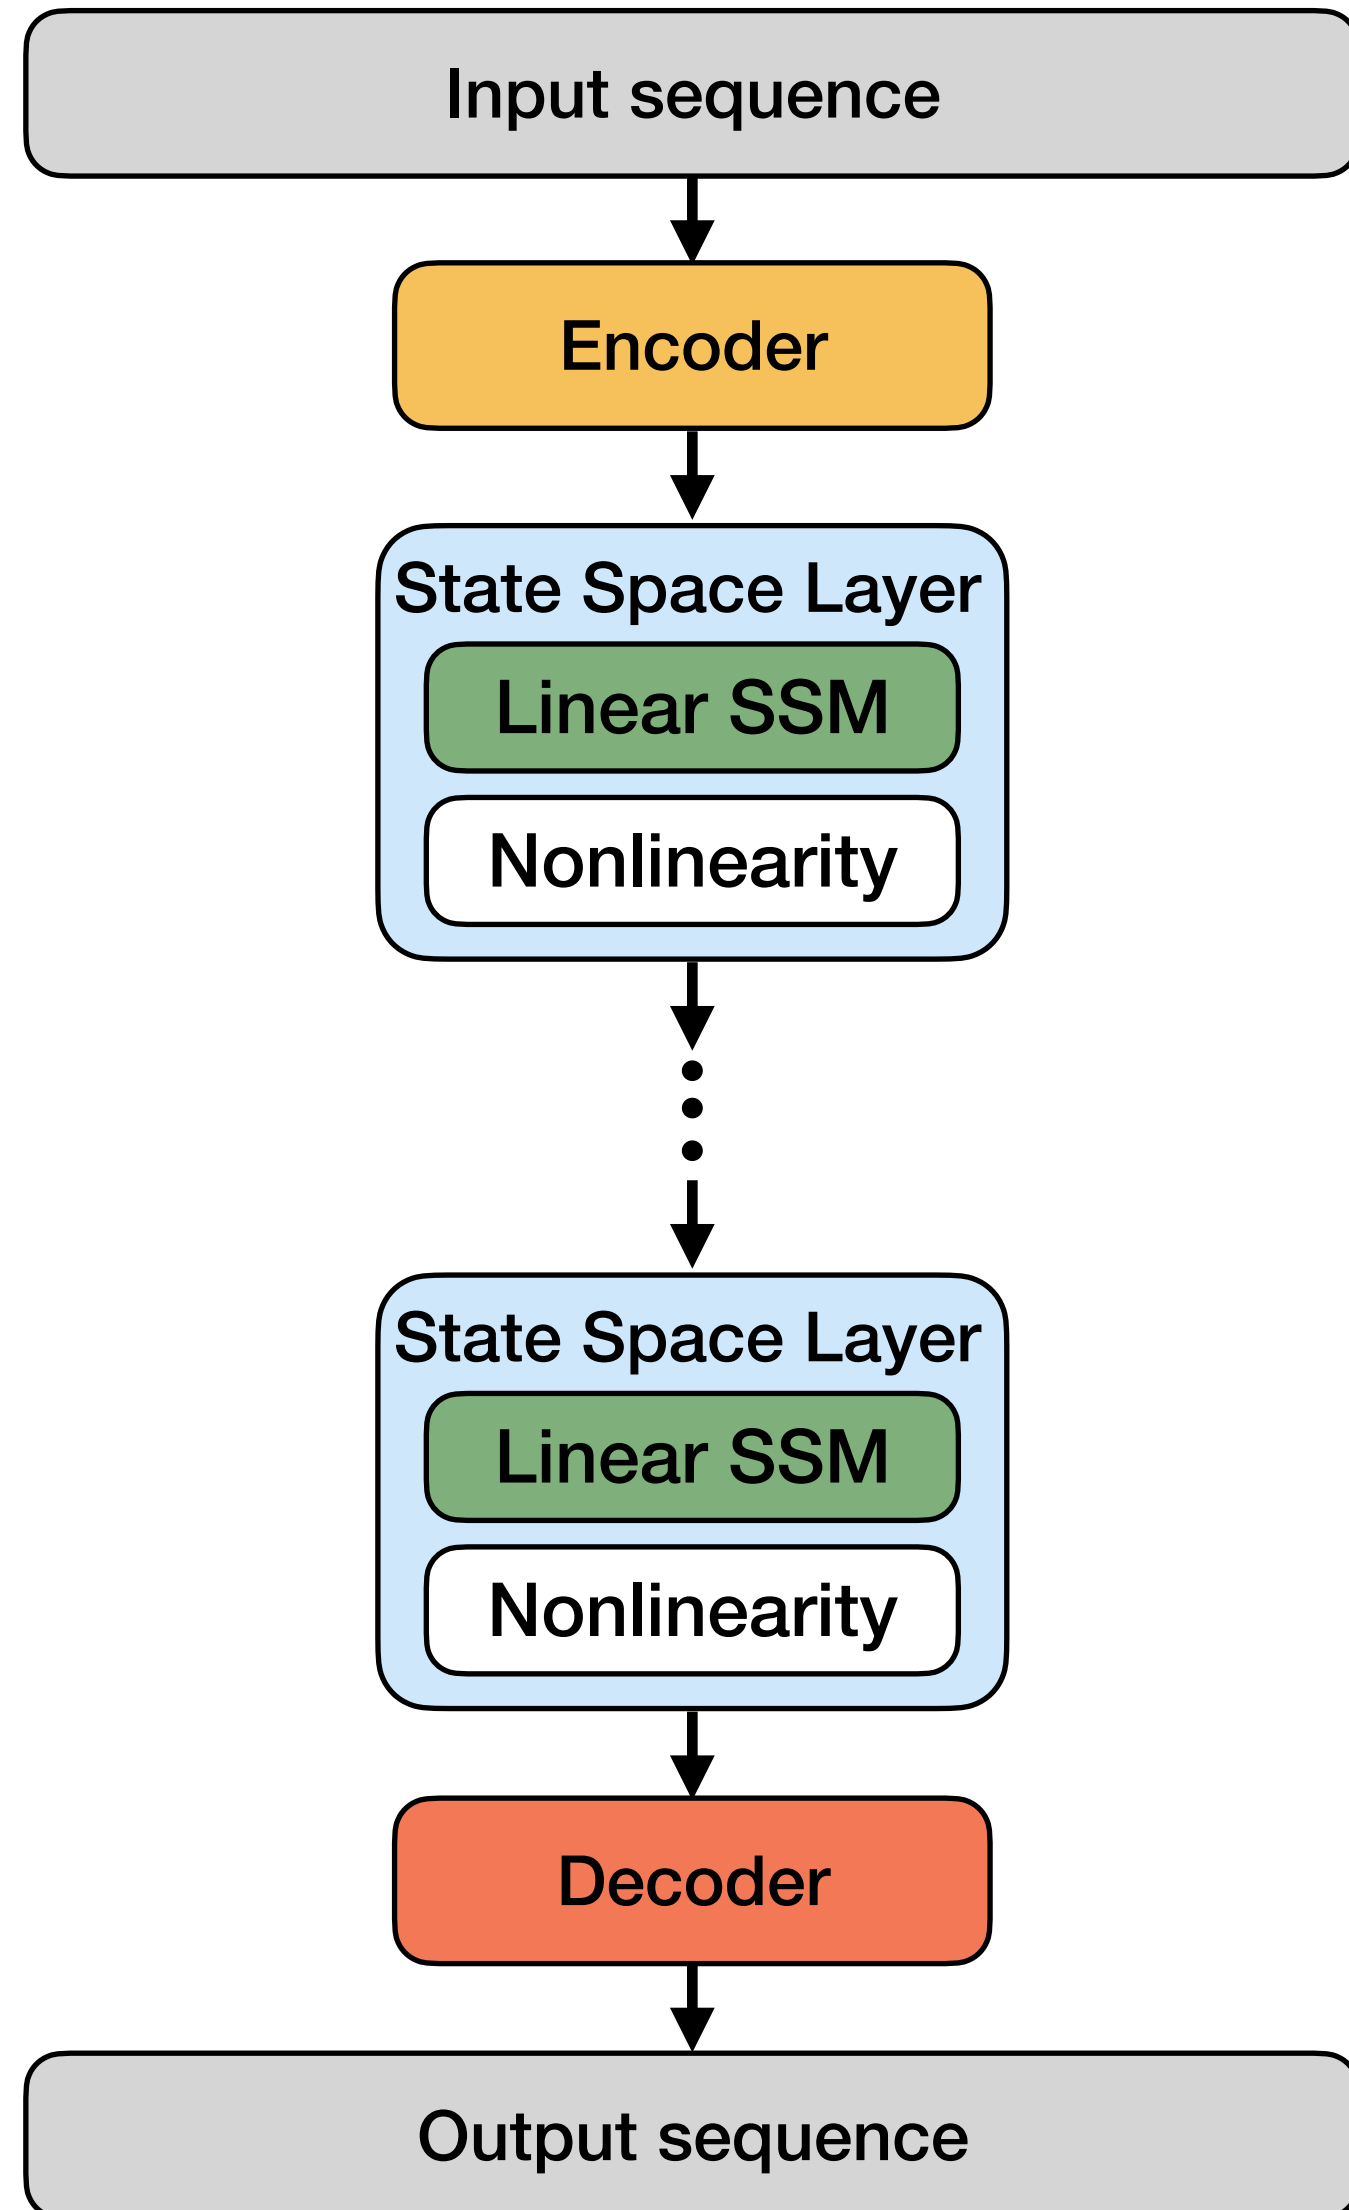 Input sequence
Encoder
State Space Layer
Linear SSM
Nonlinearity
State Space Layer
Linear SSM
Nonlinearity
Decoder
Output sequence